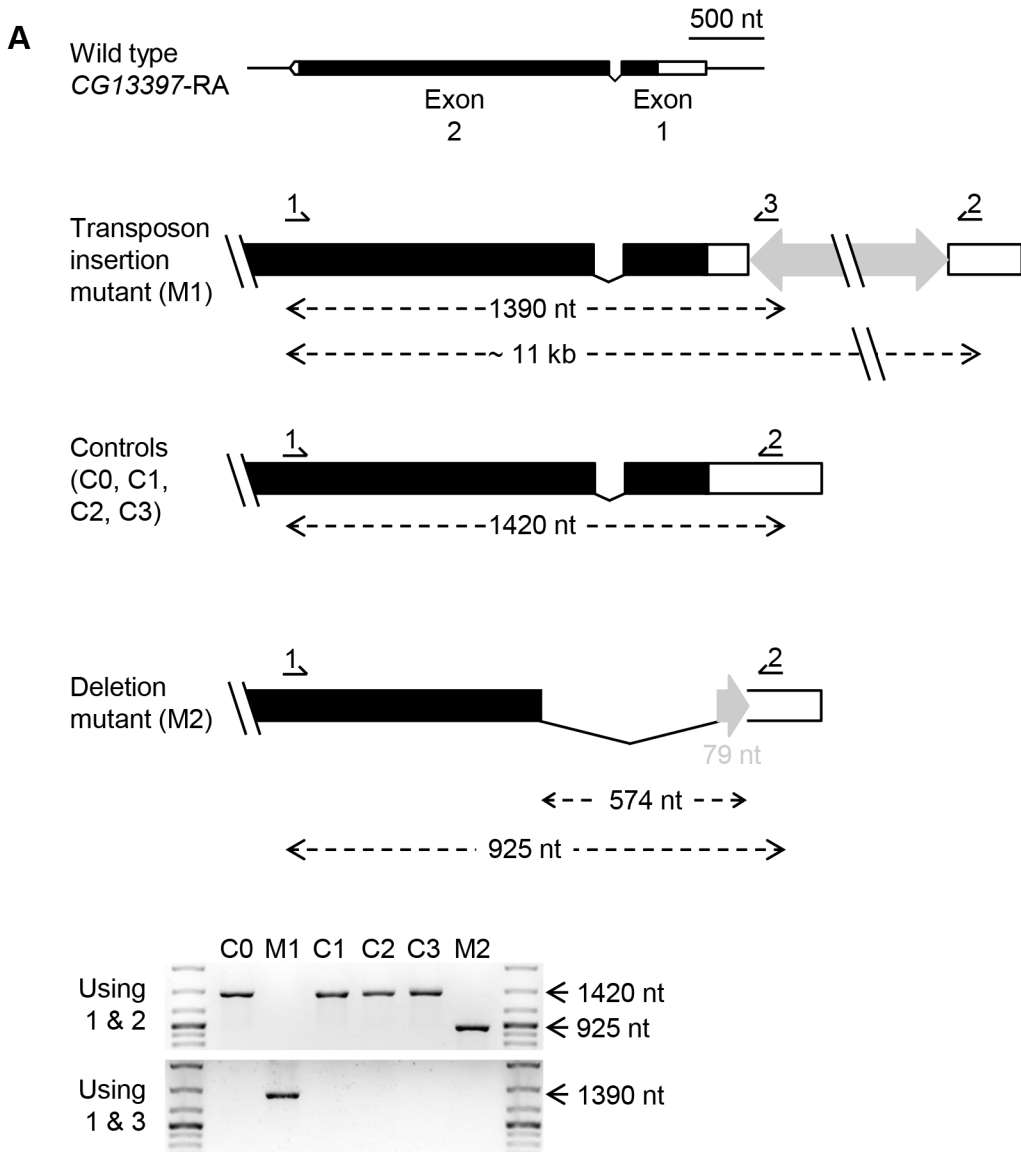 A
500 nt
Wild type
CG13397-RA
Exon
2
Exon
1
1
3
2
Transposon
insertion
mutant (M1)
1390 nt
~ 11 kb
Controls
(C0, C1,
C2, C3)
1
2
1420 nt
Deletion
mutant (M2)
1
2
79 nt
574 nt
925 nt
C0 M1 C1 C2 C3 M2
Using
1 & 2
1420 nt
925 nt
Using
1 & 3
1390 nt